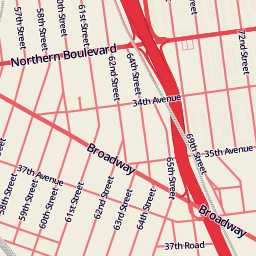 57th Street
58th Street
60th Street
61st Street
62nd Street
64th Street
72nd Street
Northern Boulevard
34th Avenue
69th Street
35th Avenue
Broadway
65th Street
37th Avenue
58th Street
59th Street
60th Street
61st Street
62nd Street
63rd Street
64th Street
Broadway
37th Road